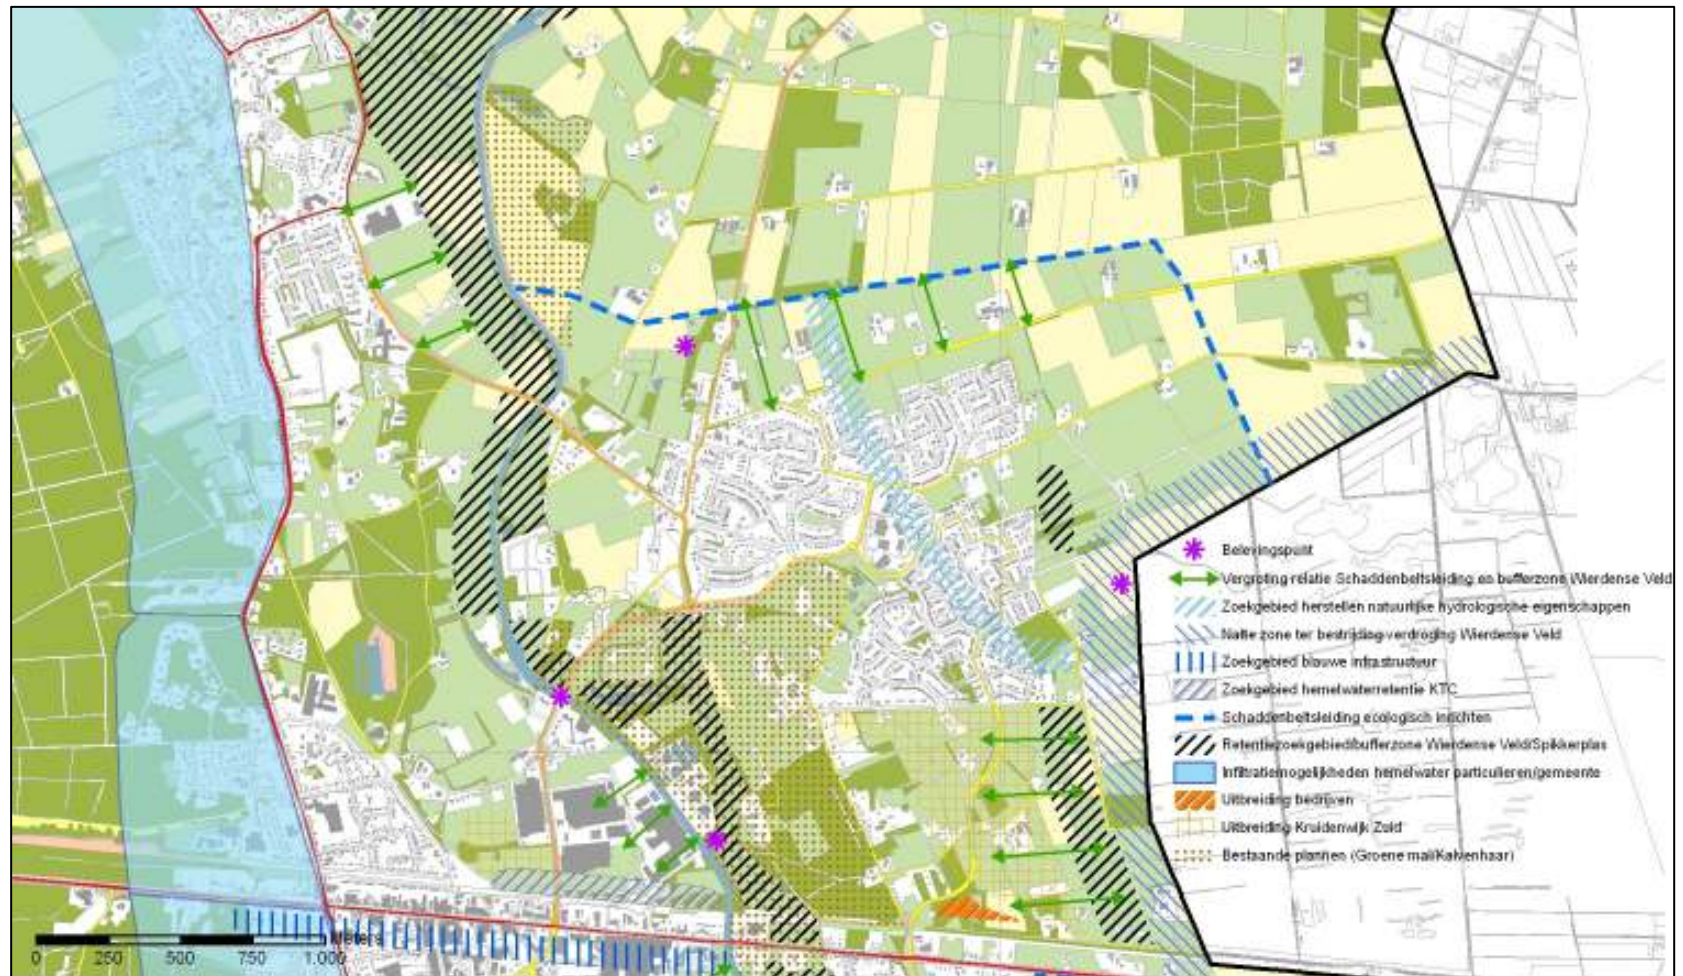 Belevingspunt
Vergroting relatie Schaddenbeltsleiding en bufferzone Wierdense Veld
Zoekgebied herstellen natuurlijke hydrologische eigenschappen
Natte zone ter bestrijding verdroging Wierdense Veld
Zoekgebied blauwe infrastructuur
Zoekgebied hemelwaterretentie KTC
Schaddenbeltsleiding ecologisch inrichten
Retentiezoekgebied/bufferzone Wierdense Veld/Spikkerplas
Infiltratiemogelijkheden hemelwater particulieren/gemeente
Uitbreiding bedrijven
Uitbreiding Kruidenwijk Zuid
Bestaande plannen (Groene mal/Kalvenhaar)
Meters
0 250 500 750 1.000